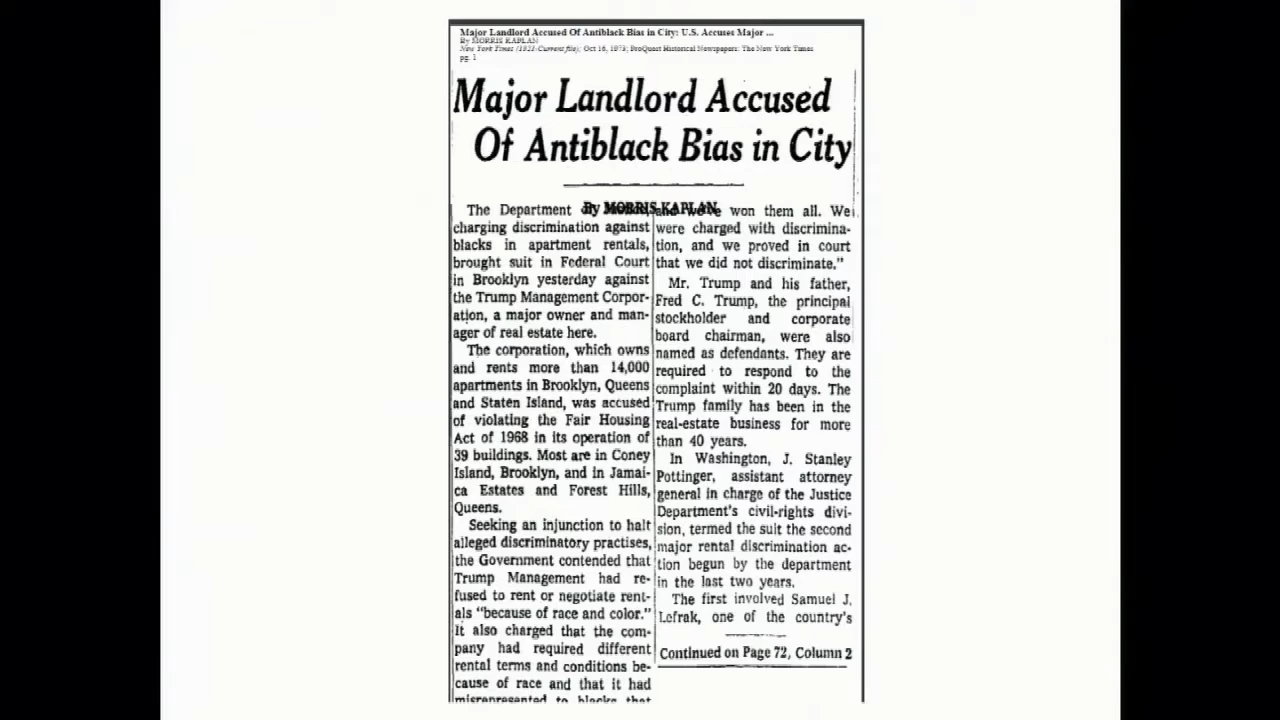 Major Landlord Accused Of Antiblack Bias in City: U.S. Accuses Major ...
By MORRIS KAPLAN
New York Times (1923-Current file); Oct 16, 1973; ProQuest Historical Newspapers: The New York Times
pg. 1
Major Landlord Accused
Of Antiblack Bias in City
By MORRIS KAPLAN
The Department
charging discrimination against
blacks in apartment rentals,
brought suit in Federal Court
in Brooklyn yesterday against
the Trump Management Corpor-
ation, a major owner and man-
ager of real estate here.
The corporation, which owns
and rents more than 14,000
apartments in Brooklyn, Queens
and Staten Island, was accused
of violating the Fair Housing
Act of 1968 in its operation of
39 buildings. Most are in Coney
Island, Brooklyn, and in Jamai-
ca Estates and Forest Hills,
Queens.
Seeking an injunction to halt
alleged discriminatory practises,
the Government contended that
Trump Management had re-
fused to rent or negotiate rent-
als "because of race and color."
It also charged that the com-
pany had required different
rental terms and conditions be-
cause of race and that it had
misrepresented to blacks that
won them all. We
were charged with discrimina-
tion, and we proved in court
that we did not discriminate."
Mr. Trump and his father,
Fred C. Trump, the principal
stockholder and corporate
board chairman, were also
named as defendants. They are
required to respond to the
complaint within 20 days. The
Trump family has been in the
real-estate business for more
than 40 years.
In Washington, J. Stanley
Pottinger, assistant attorney
general in charge of the Justice
Department's civil-rights divi-
sion, termed the suit the second
major rental discrimination ac-
tion begun by the department
in the last two years.
The first involved Samuel J.
Lefrak, one of the country's
Continued on Page 72, Column 2